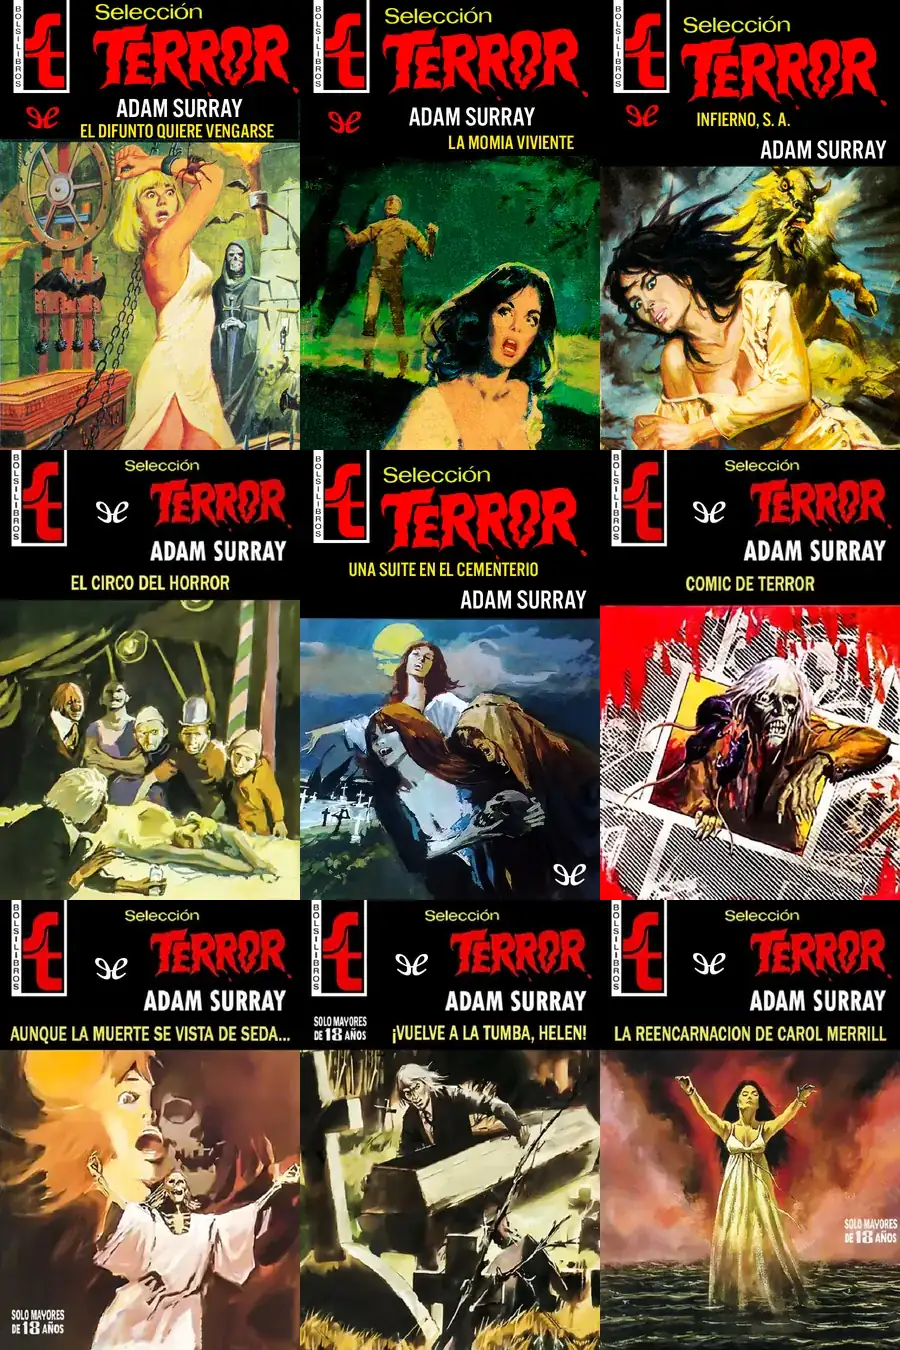 BOLSILIBROS
Selección
TERROR
ADAM SURRAY
EL DIFUNTO QUIERE VENGARSE
BOLSILIBROS
Selección
TERROR
ADAM SURRAY
LA MOMIA VIVIENTE
BOLSILIBROS
Selección
TERROR
INFIERNO, S. A.
ADAM SURRAY
BOLSILIBROS
Selección
TERROR
ADAM SURRAY
EL CIRCO DEL HORROR
BOLSILIBROS
Selección
TERROR
UNA SUITE EN EL CEMENTERIO
ADAM SURRAY
BOLSILIBROS
Selección
TERROR
ADAM SURRAY
COMIC DE TERROR
BOLSILIBROS
Selección
TERROR
ADAM SURRAY
AUNQUE LA MUERTE SE VISTA DE SEDA...
SOLO MAYORES
DE 18 AÑOS
BOLSILIBROS
Selección
TERROR
ADAM SURRAY
SOLO MAYORES
DE 18 AÑOS
¡VUELVE A LA TUMBA, HELEN!
BOLSILIBROS
Selección
TERROR
ADAM SURRAY
LA REENCARNACION DE CAROL MERRILL
SOLO MAYORES
DE 18 AÑOS